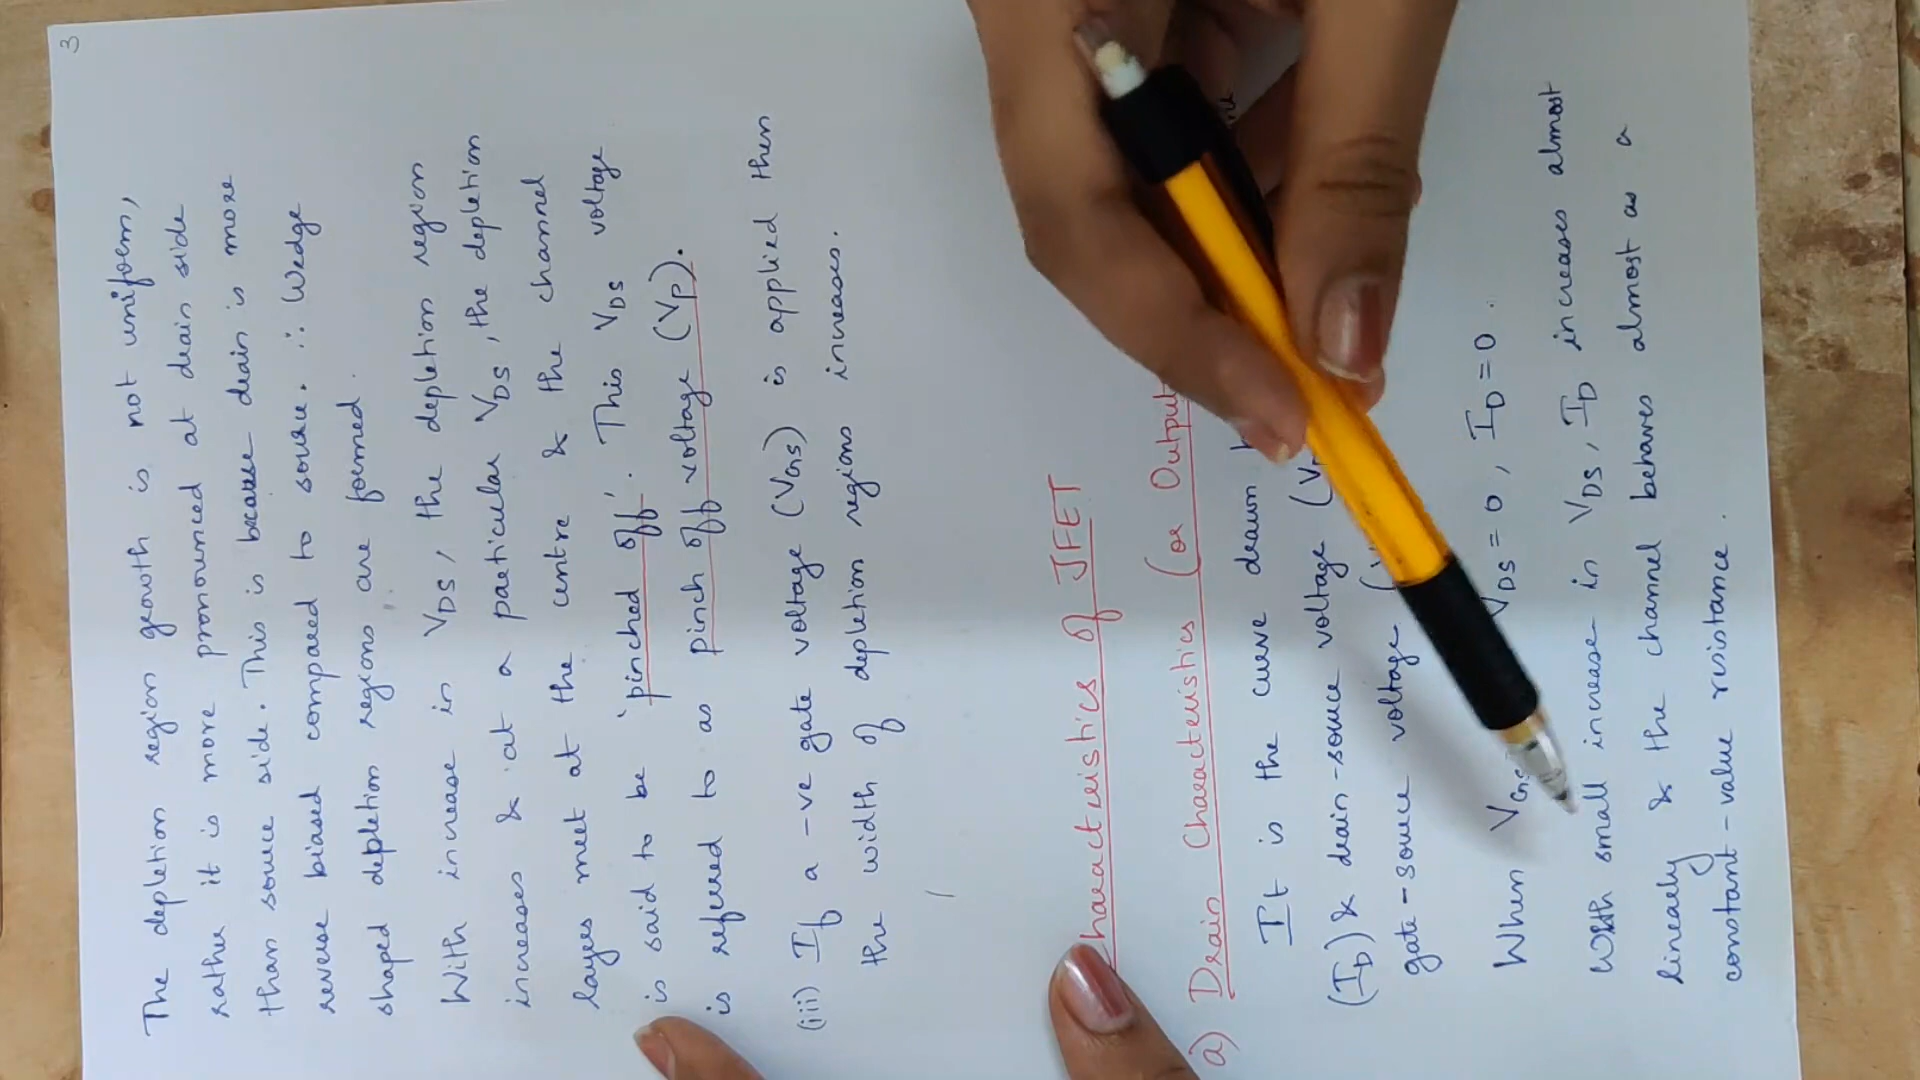 3
The depletion region growth is not uniform,
rather it is more pronounced at drain side
than source side. This is because drain is more
reverse biased compared to source. ∴ Wedge
shaped depletion regions are formed.
With increase in VDS, the depletion region
increases & at a particular VDS, the depletion
layers meet at the centre & the channel
is said to be 'pinched off'. This VDS voltage
is referred to as pinch off voltage (VP).
(iii) If a -ve gate voltage (VGS) is applied then
the width of depletion regions increases.
Characteristics of JFET
a) Drain Characteristics (or Output
It is the curve drawn
(ID) & drain-source voltage
gate-source voltage
When VGS VDS = 0, ID = 0.
With small increase in VDS, ID increases almost
linearly & the channel behaves almost as a
constant-value resistance.